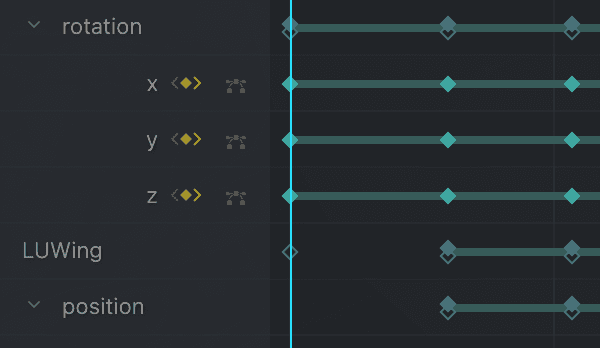 rotation
x
y
z
LUWing
position